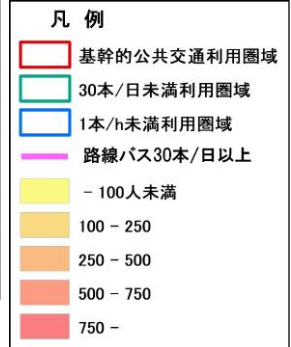 凡 例
基幹的公共交通利用圏域
30本/日未満利用圏域
1本/h未満利用圏域
路線バス30本/日以上
- 100人未満
100 - 250
250 - 500
500 - 750
750 -